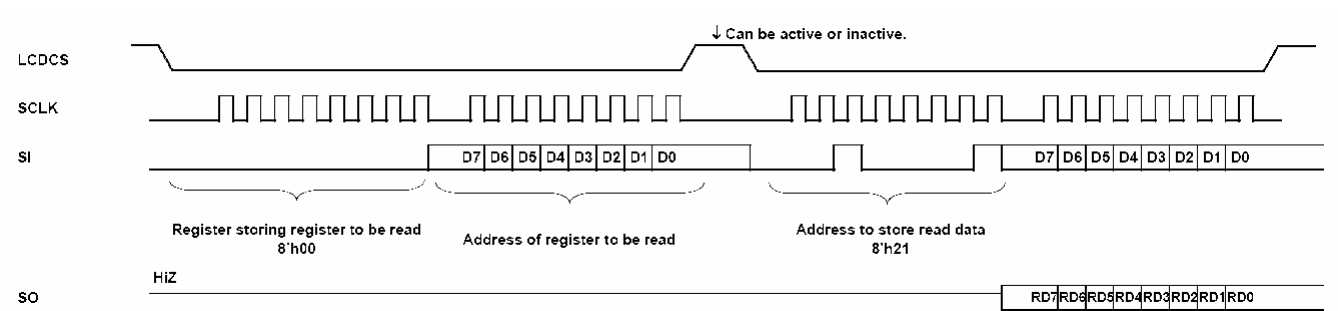 ↓ Can be active or inactive.
LCDCS
SCLK
SI
D7 D6 D5 D4 D3 D2 D1 D0
D7 D6 D5 D4 D3 D2 D1 D0
Register storing register to be read
8'h00
Address of register to be read
Address to store read data
8'h21
HiZ
SO
RD7 RD6 RD5 RD4 RD3 RD2 RD1 RD0